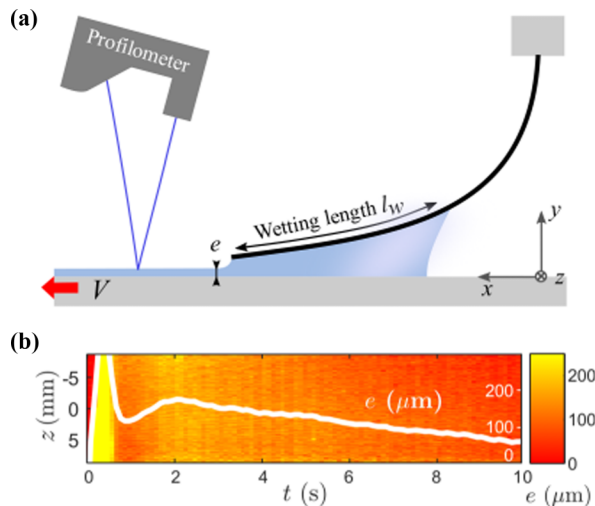 (a)
Profilometer
Wetting length l_W
e
y
x
z
V
(b)
-5
0
5
z (mm)
e (μm)
200
100
0
0
2
4
6
8
10
t (s)
200
100
0
e (μm)